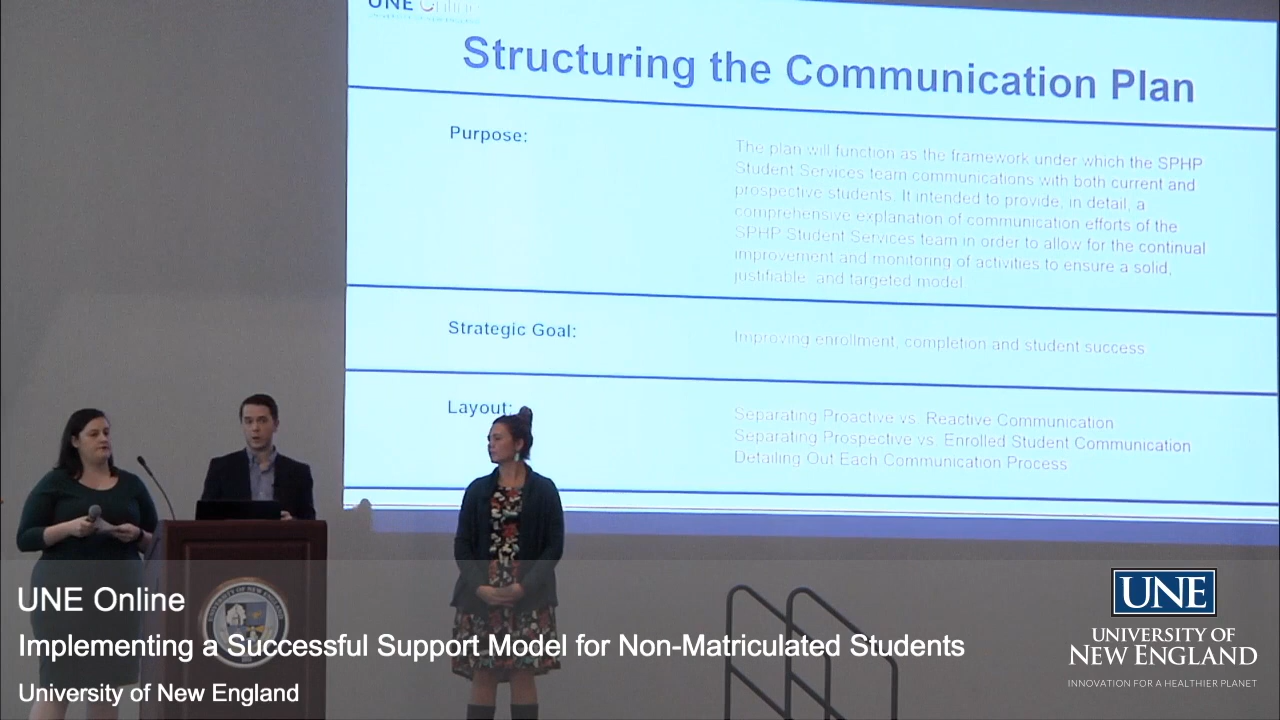 UNE Online
UNIVERSITY OF NEW ENGLAND
Structuring the Communication Plan
Purpose:
The plan will function as the framework under which the SPHP
Student Services team communications with both current and
prospective students. It intended to provide, in detail, a
comprehensive explanation of communication efforts of the
SPHP Student Services team in order to allow for the continual
improvement and monitoring of activities to ensure a solid,
justifiable, and targeted model
Strategic Goal:
Improving enrollment, completion and student success
Layout:
Separating Proactive vs. Reactive Communication
Separating Prospective vs. Enrolled Student Communication
Detailing Out Each Communication Process
UNE Online
Implementing a Successful Support Model for Non-Matriculated Students
University of New England
UNE
UNIVERSITY OF
NEW ENGLAND
INNOVATION FOR A HEALTHIER PLANET